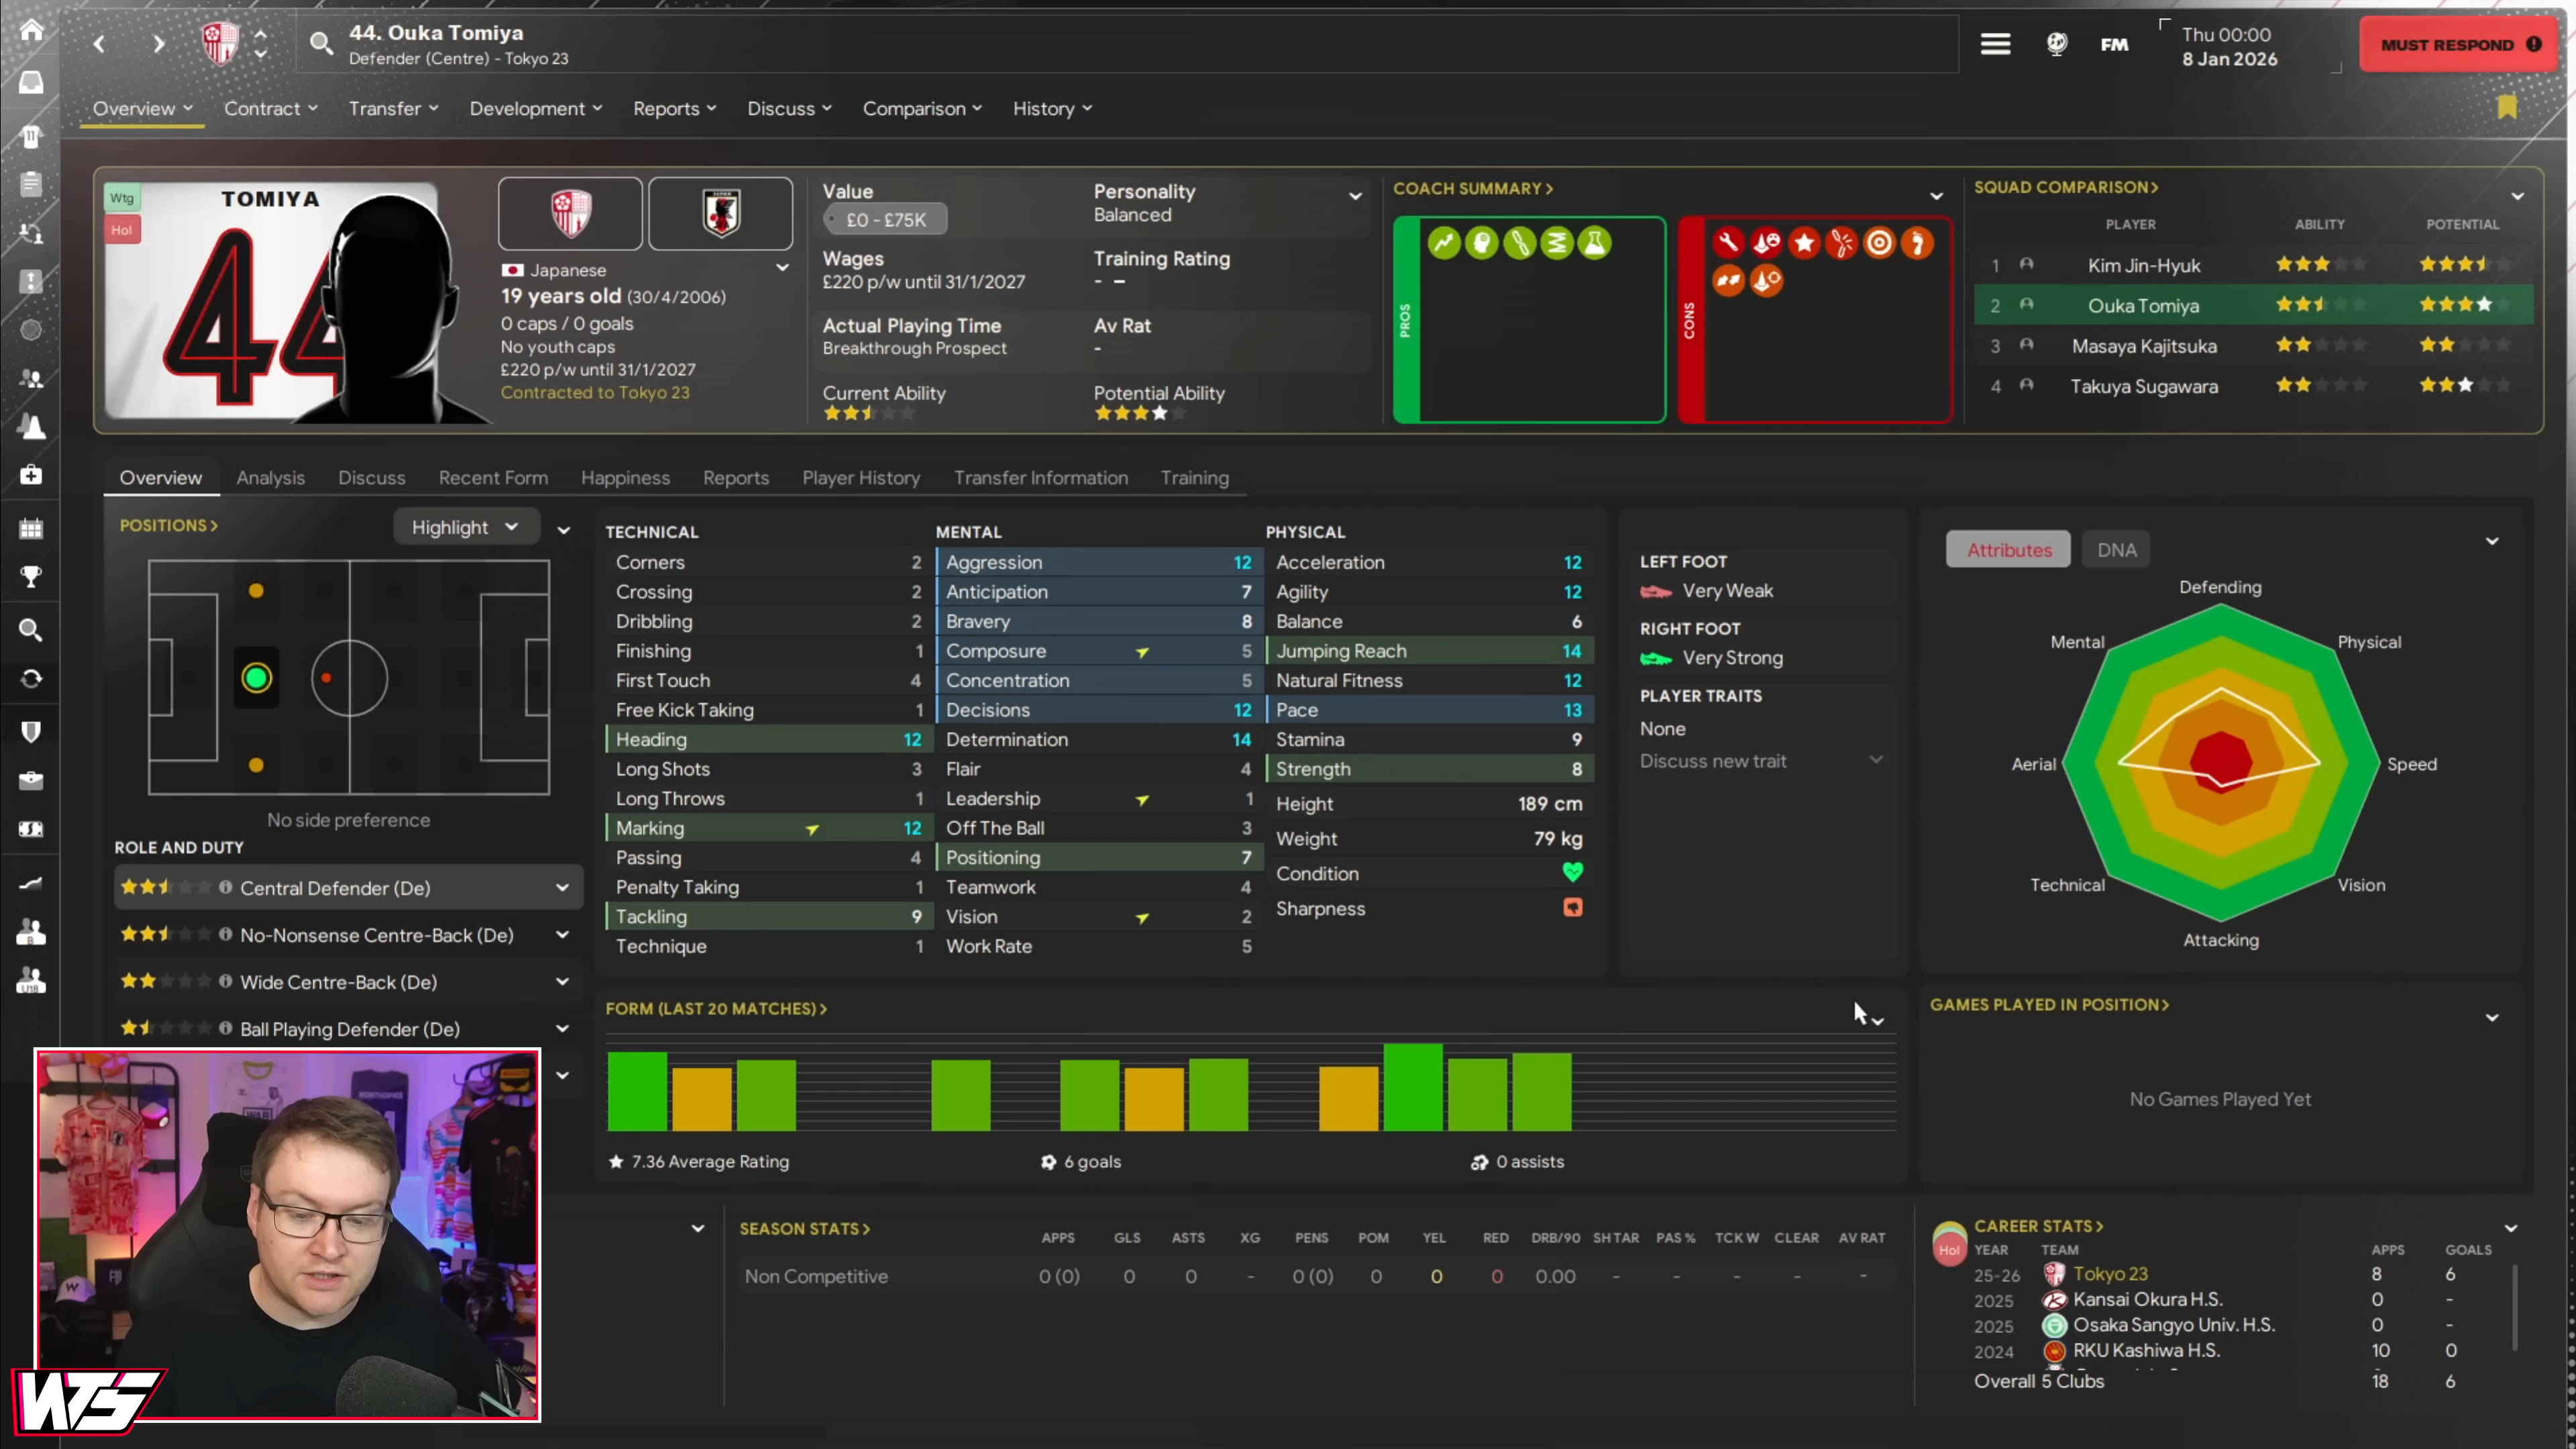 44. Ouka Tomiya
Defender (Centre) - Tokyo 23
FM
Thu 00:00
8 Jan 2026
MUST RESPOND
Overview
Contract
Transfer
Development
Reports
Discuss
Comparison
History
Wtg
Hol
TOMIYA
44
Japanese
19 years old (30/4/2006)
0 caps / 0 goals
No youth caps
£220 p/w until 31/1/2027
Contracted to Tokyo 23
Value
£0 - £75K
Personality
Balanced
Wages
£220 p/w until 31/1/2027
Training Rating
- -
Actual Playing Time
Breakthrough Prospect
Av Rat
-
Current Ability
Potential Ability
COACH SUMMARY >
PROS
CONS
SQUAD COMPARISON >
PLAYER ABILITY POTENTIAL
1 Kim Jin-Hyuk
2 Ouka Tomiya
3 Masaya Kajitsuka
4 Takuya Sugawara
Overview
Analysis
Discuss
Recent Form
Happiness
Reports
Player History
Transfer Information
Training
POSITIONS >
Highlight
No side preference
ROLE AND DUTY
Central Defender (De)
No-Nonsense Centre-Back (De)
Wide Centre-Back (De)
Ball Playing Defender (De)
TECHNICAL
Corners 2
Crossing 2
Dribbling 2
Finishing 1
First Touch 4
Free Kick Taking 1
Heading 12
Long Shots 3
Long Throws 1
Marking 12
Passing 4
Penalty Taking 1
Tackling 9
Technique 1
MENTAL
Aggression 12
Anticipation 7
Bravery 8
Composure 5
Concentration 5
Decisions 12
Determination 14
Flair 4
Leadership 1
Off The Ball 3
Positioning 7
Teamwork 4
Vision 2
Work Rate 5
PHYSICAL
Acceleration 12
Agility 12
Balance 6
Jumping Reach 14
Natural Fitness 12
Pace 13
Stamina 9
Strength 8
Height 189 cm
Weight 79 kg
Condition
Sharpness
LEFT FOOT
Very Weak
RIGHT FOOT
Very Strong
PLAYER TRAITS
None
Discuss new trait
Attributes
DNA
Defending
Mental
Physical
Aerial
Speed
Technical
Vision
Attacking
FORM (LAST 20 MATCHES) >
7.36 Average Rating
6 goals
0 assists
GAMES PLAYED IN POSITION >
No Games Played Yet
SEASON STATS >
APPS GLS ASTS XG PENS POM YEL RED DRB/90 SH TAR PAS % TCK W CLEAR AV RAT
Non Competitive 0 (0) 0 0 - 0 (0) 0 0 0 0.00 - - - - -
Hol
CAREER STATS >
YEAR TEAM APPS GOALS
25-26 Tokyo 23 8 6
2025 Kansai Okura H.S. 0 -
2025 Osaka Sangyo Univ. H.S. 0 -
2024 RKU Kashiwa H.S. 10 0
Overall 5 Clubs 18 6
11
B
U18
WTS